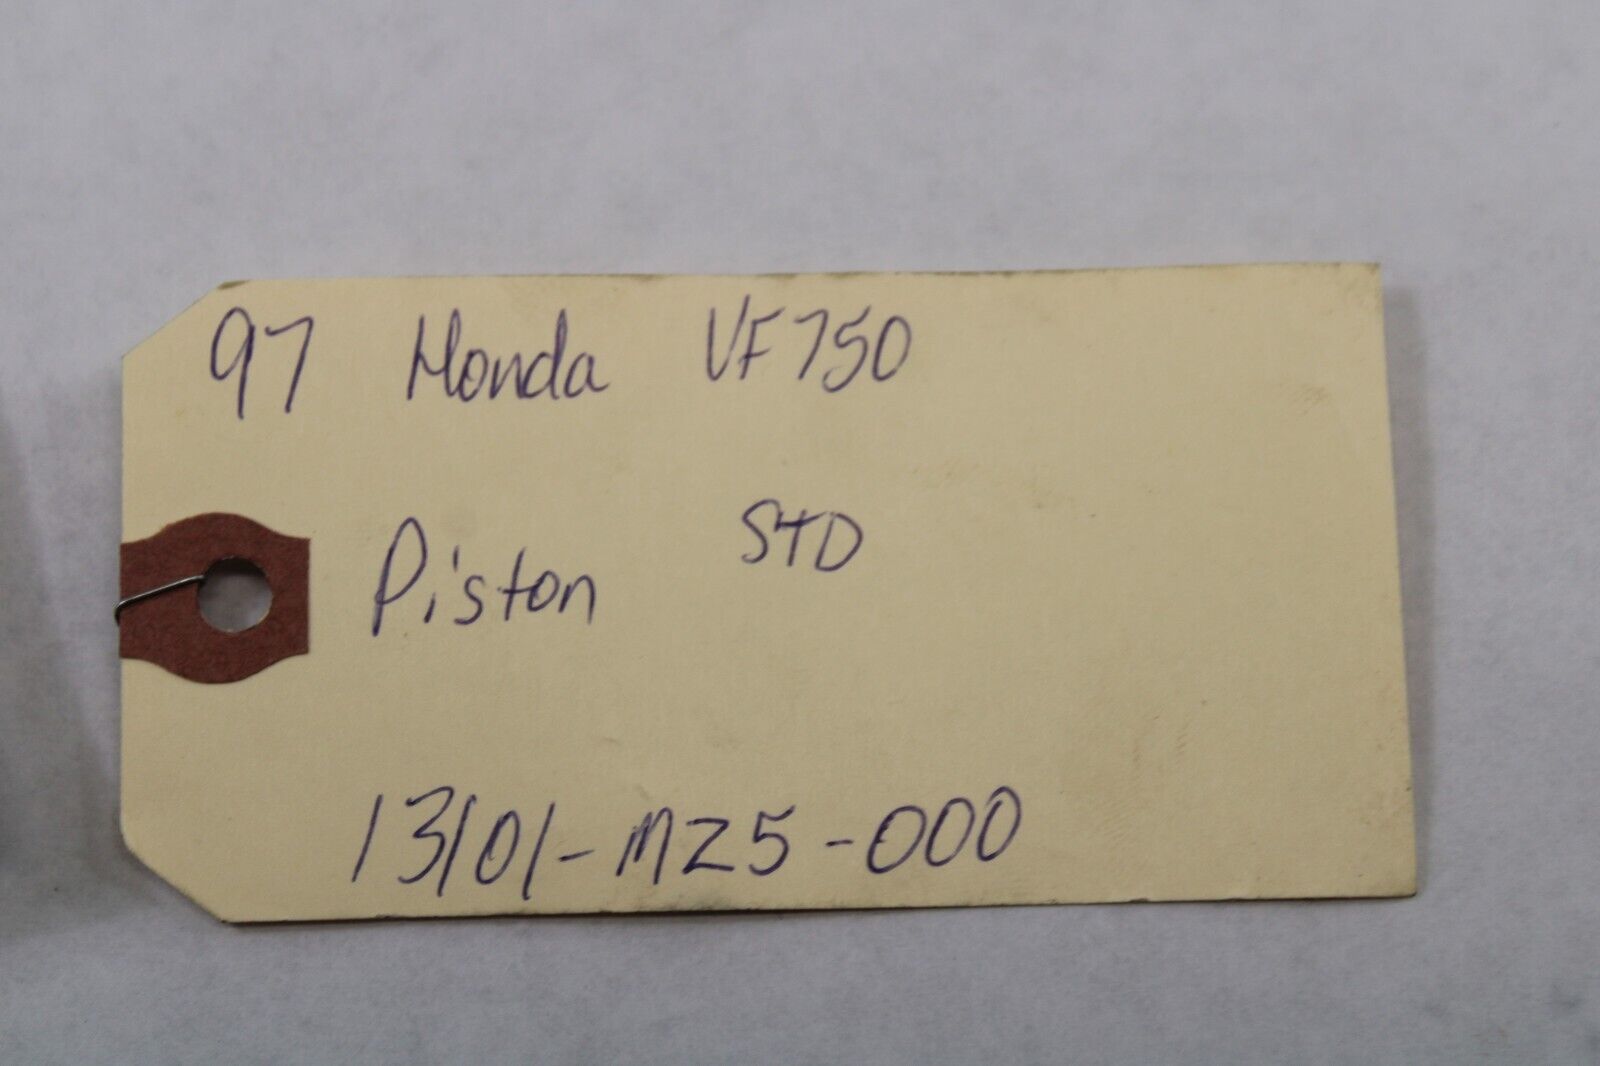 97 Honda VF750
Piston STD
13101-MZ5-000